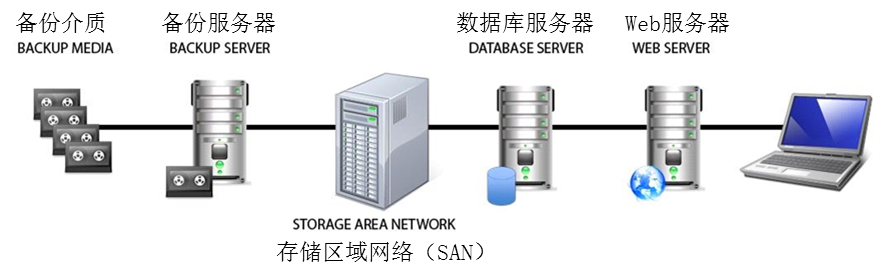 备份介质
BACKUP MEDIA
备份服务器
BACKUP SERVER
数据库服务器
DATABASE SERVER
Web服务器
WEB SERVER
STORAGE AREA NETWORK
存储区域网络（SAN）